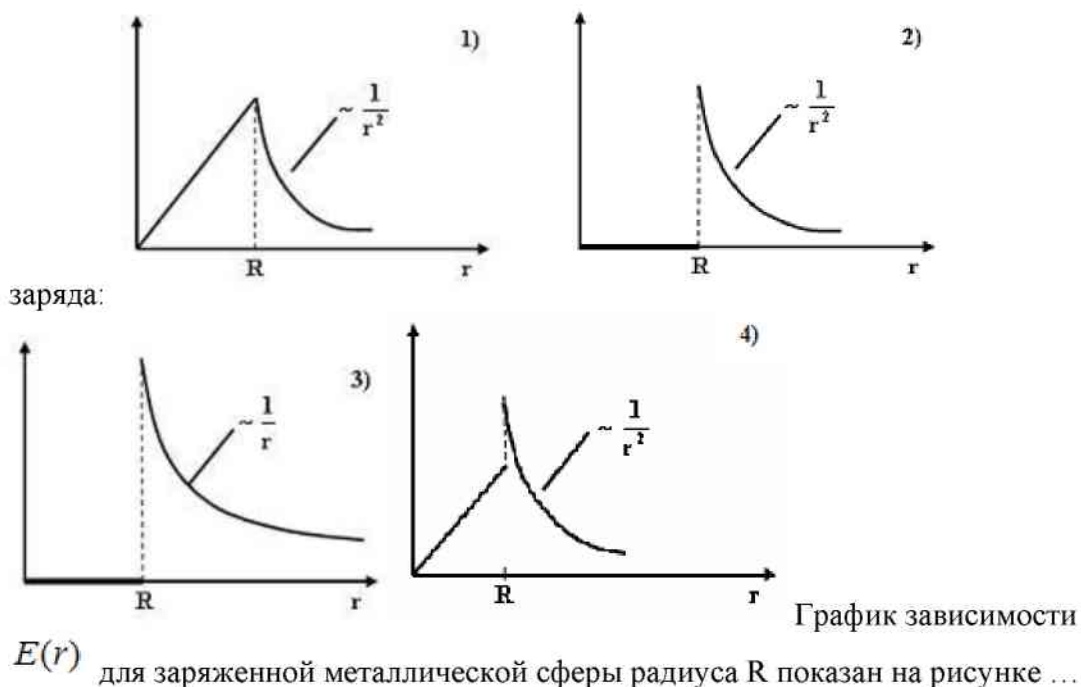 1)
~ 1/r²
R
r
2)
~ 1/r²
R
r
заряда:
3)
~ 1/r
R
r
4)
~ 1/r²
R
r
График зависимости
E(r) для заряженной металлической сферы радиуса R показан на рисунке …